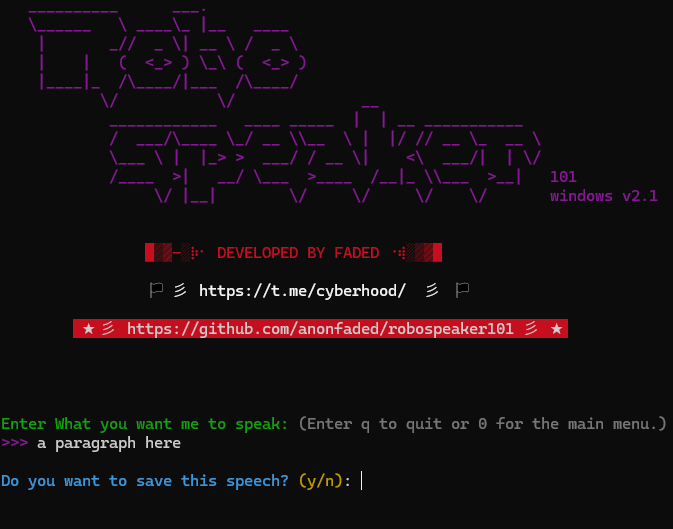 Robo
speaker
101
windows v2.1
DEVELOPED BY FADED
https://t.me/cyberhood/
https://github.com/anonfaded/robospeaker101
Enter What you want me to speak: (Enter q to quit or 0 for the main menu.)
>>> a paragraph here
Do you want to save this speech? (y/n):